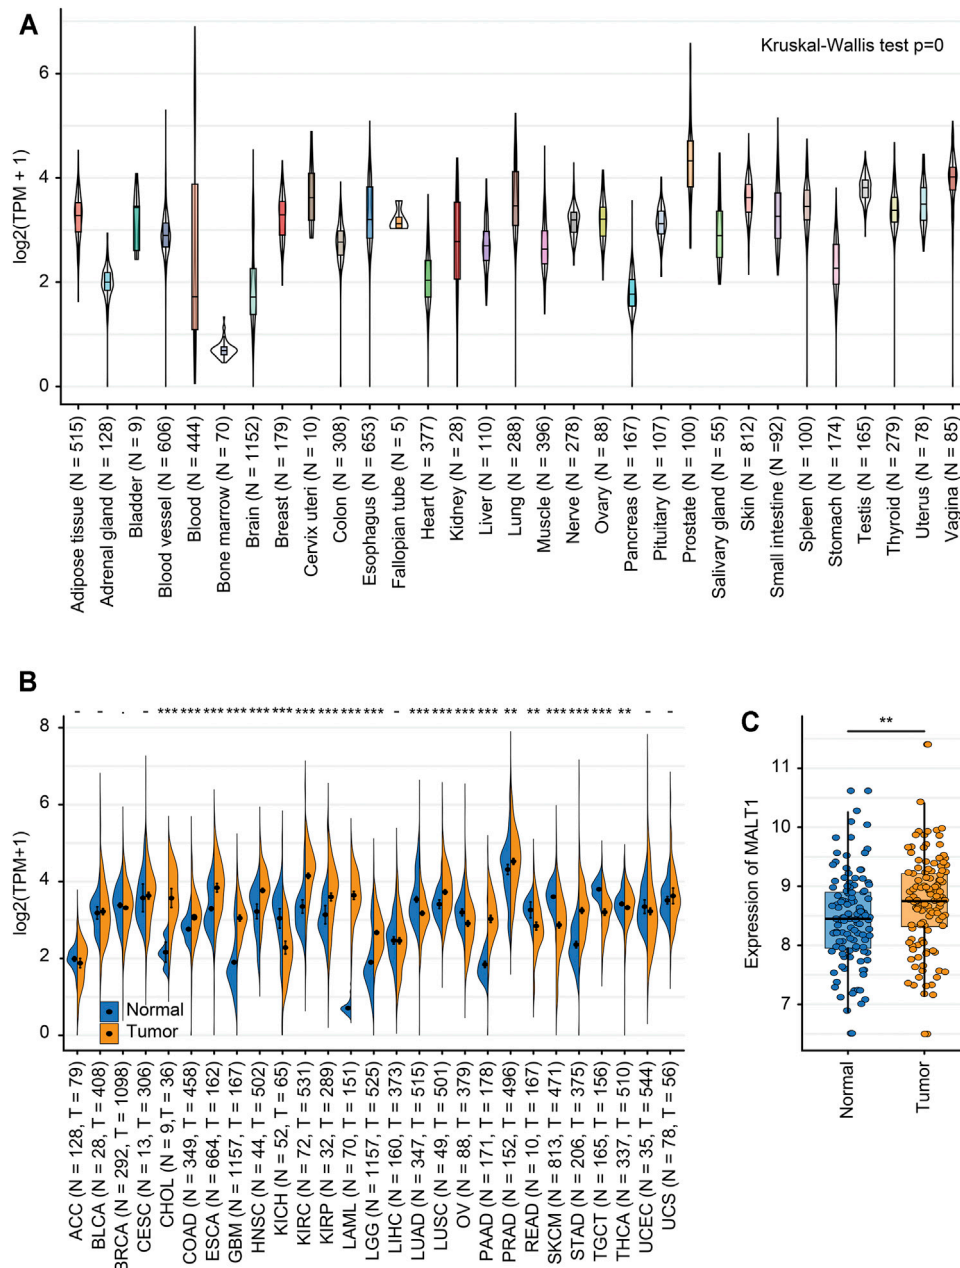 A
Kruskal-Wallis test p=0
log2(TPM + 1)
6
4
2
0
Adipose tissue (N = 515)
Adrenal gland (N = 128)
Bladder (N = 9)
Blood vessel (N = 606)
Blood (N = 444)
Bone marrow (N = 70)
Brain (N = 1152)
Breast (N = 179)
Cervix uteri (N = 10)
Colon (N = 308)
Esophagus (N = 653)
Fallopian tube (N = 5)
Heart (N = 377)
Kidney (N = 28)
Liver (N = 110)
Lung (N = 288)
Muscle (N = 396)
Nerve (N = 278)
Ovary (N = 88)
Pancreas (N = 167)
Pituitary (N = 107)
Prostate (N = 100)
Salivary gland (N = 55)
Skin (N = 812)
Small intestine (N =92)
Spleen (N = 100)
Stomach (N = 174)
Testis (N = 165)
Thyroid (N = 279)
Uterus (N = 78)
Vagina (N = 85)
B
- - . - *** *** *** *** *** *** *** *** *** *** - *** *** *** *** ** ** *** *** *** ** - -
log2(TPM+1)
8
6
4
2
0
Normal
Tumor
ACC (N = 128, T = 79)
BLCA (N = 28, T = 408)
BRCA (N = 292, T = 1098)
CESC (N = 13, T = 306)
CHOL (N = 9,T = 36)
COAD (N = 349, T = 458)
ESCA (N = 664, T = 162)
GBM (N = 1157, T = 167)
HNSC (N = 44, T = 502)
KICH (N = 52, T = 65)
KIRC (N = 72, T = 531)
KIRP (N = 32, T = 289)
LAML (N = 70, T = 151)
LGG (N = 1157, T = 525)
LIHC (N = 160, T = 373)
LUAD (N = 347, T = 515)
LUSC (N = 49, T = 501)
OV (N = 88, T = 379)
PAAD (N = 171, T = 178)
PRAD (N = 152, T = 496)
READ (N = 10, T = 167)
SKCM (N = 813, T = 471)
STAD (N = 206, T = 375)
TGCT (N = 165, T = 156)
THCA (N = 337, T = 510)
UCEC (N = 35, T = 544)
UCS (N = 78, T = 56)
C
**
Expression of MALT1
11
10
9
8
7
Normal
Tumor